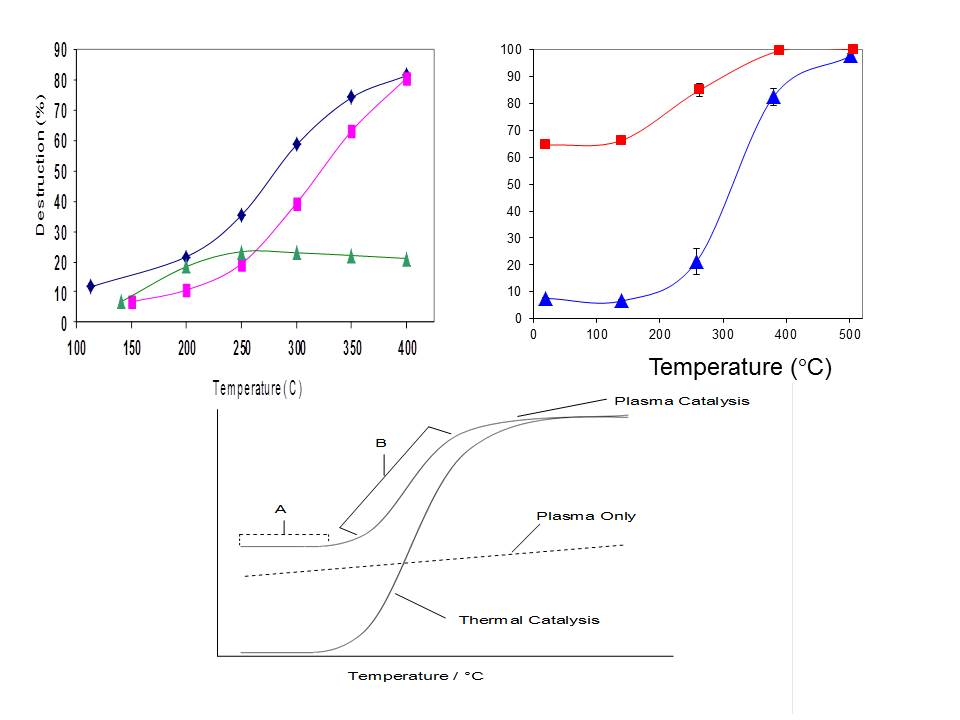 90
80
70
60
50
40
30
20
10
0
Destruction (%)
100 150 200 250 300 350 400
Temperature (C)
100
90
80
70
60
50
40
30
20
10
0
0 100 200 300 400 500
Temperature (°C)
Plasma Catalysis
B
A
Plasma Only
Thermal Catalysis
Temperature / °C